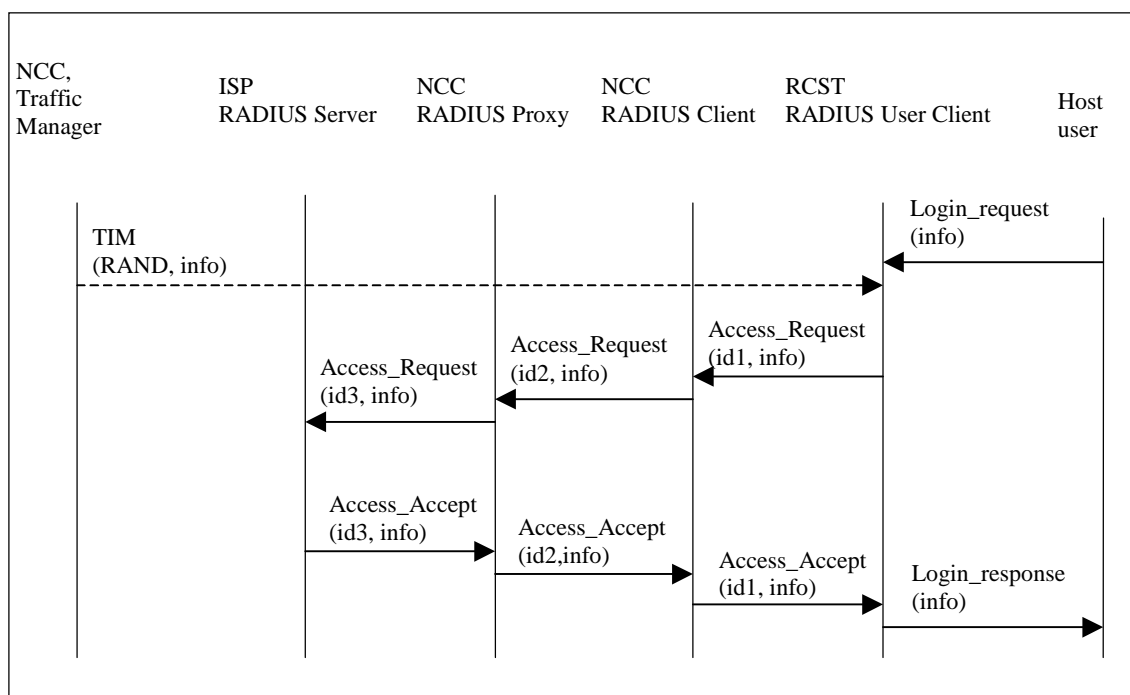 NCC,
Traffic
Manager
ISP
RADIUS Server
NCC
RADIUS Proxy
NCC
RADIUS Client
RCST
RADIUS User Client
Host
user
Login_request
(info)
TIM
(RAND, info)
Access_Request
(id1, info)
Access_Request
(id2, info)
Access_Request
(id3, info)
Access_Accept
(id3, info)
Access_Accept
(id2,info)
Access_Accept
(id1, info)
Login_response
(info)